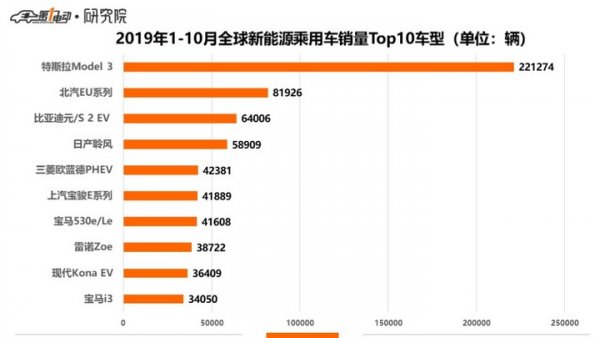 第1电动·研究院
2019年1-10月全球新能源乘用车销量Top10车型（单位：辆）
特斯拉Model 3 221274
北汽EU系列 81926
比亚迪元/S 2 EV 64006
日产聆风 58909
三菱欧蓝德PHEV 42381
上汽宝骏E系列 41889
宝马530e/Le 41608
雷诺Zoe 38722
现代Kona EV 36409
宝马i3 34050
0 50000 100000 150000 200000 250000